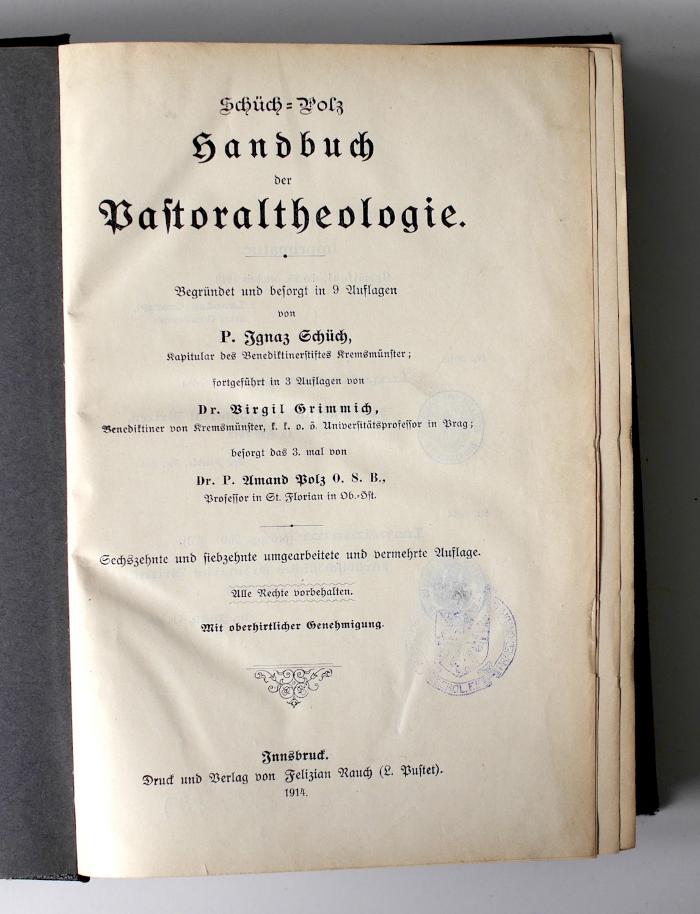 Schüch=Polz
Handbuch
der
Pastoraltheologie.
Begründet und besorgt in 9 Auflagen
von
P. Ignaz Schüch,
Kapitular des Benediktinerstiftes Kremsmünster;
fortgeführt in 3 Auflagen von
Dr. Virgil Grimmich,
Benediktiner von Kremsmünster, k. k. o. ö. Universitätsprofessor in Prag;
besorgt das 3. mal von
Dr. P. Amand Polz O. S. B.,
Professor in St. Florian in Ob.=Öst.
Sechszehnte und siebzehnte umgearbeitete und vermehrte Auflage.
Alle Rechte vorbehalten.
Mit oberhirtlicher Genehmigung.
Innsbruck.
Druck und Verlag von Felizian Rauch (L. Pustet).
1914.